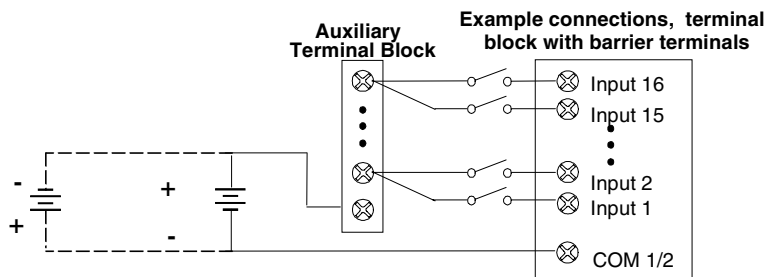 Example connections, terminal
block with barrier terminals
Auxiliary
Terminal Block
Input 16
Input 15
Input 2
Input 1
COM 1/2
-
+
+
-